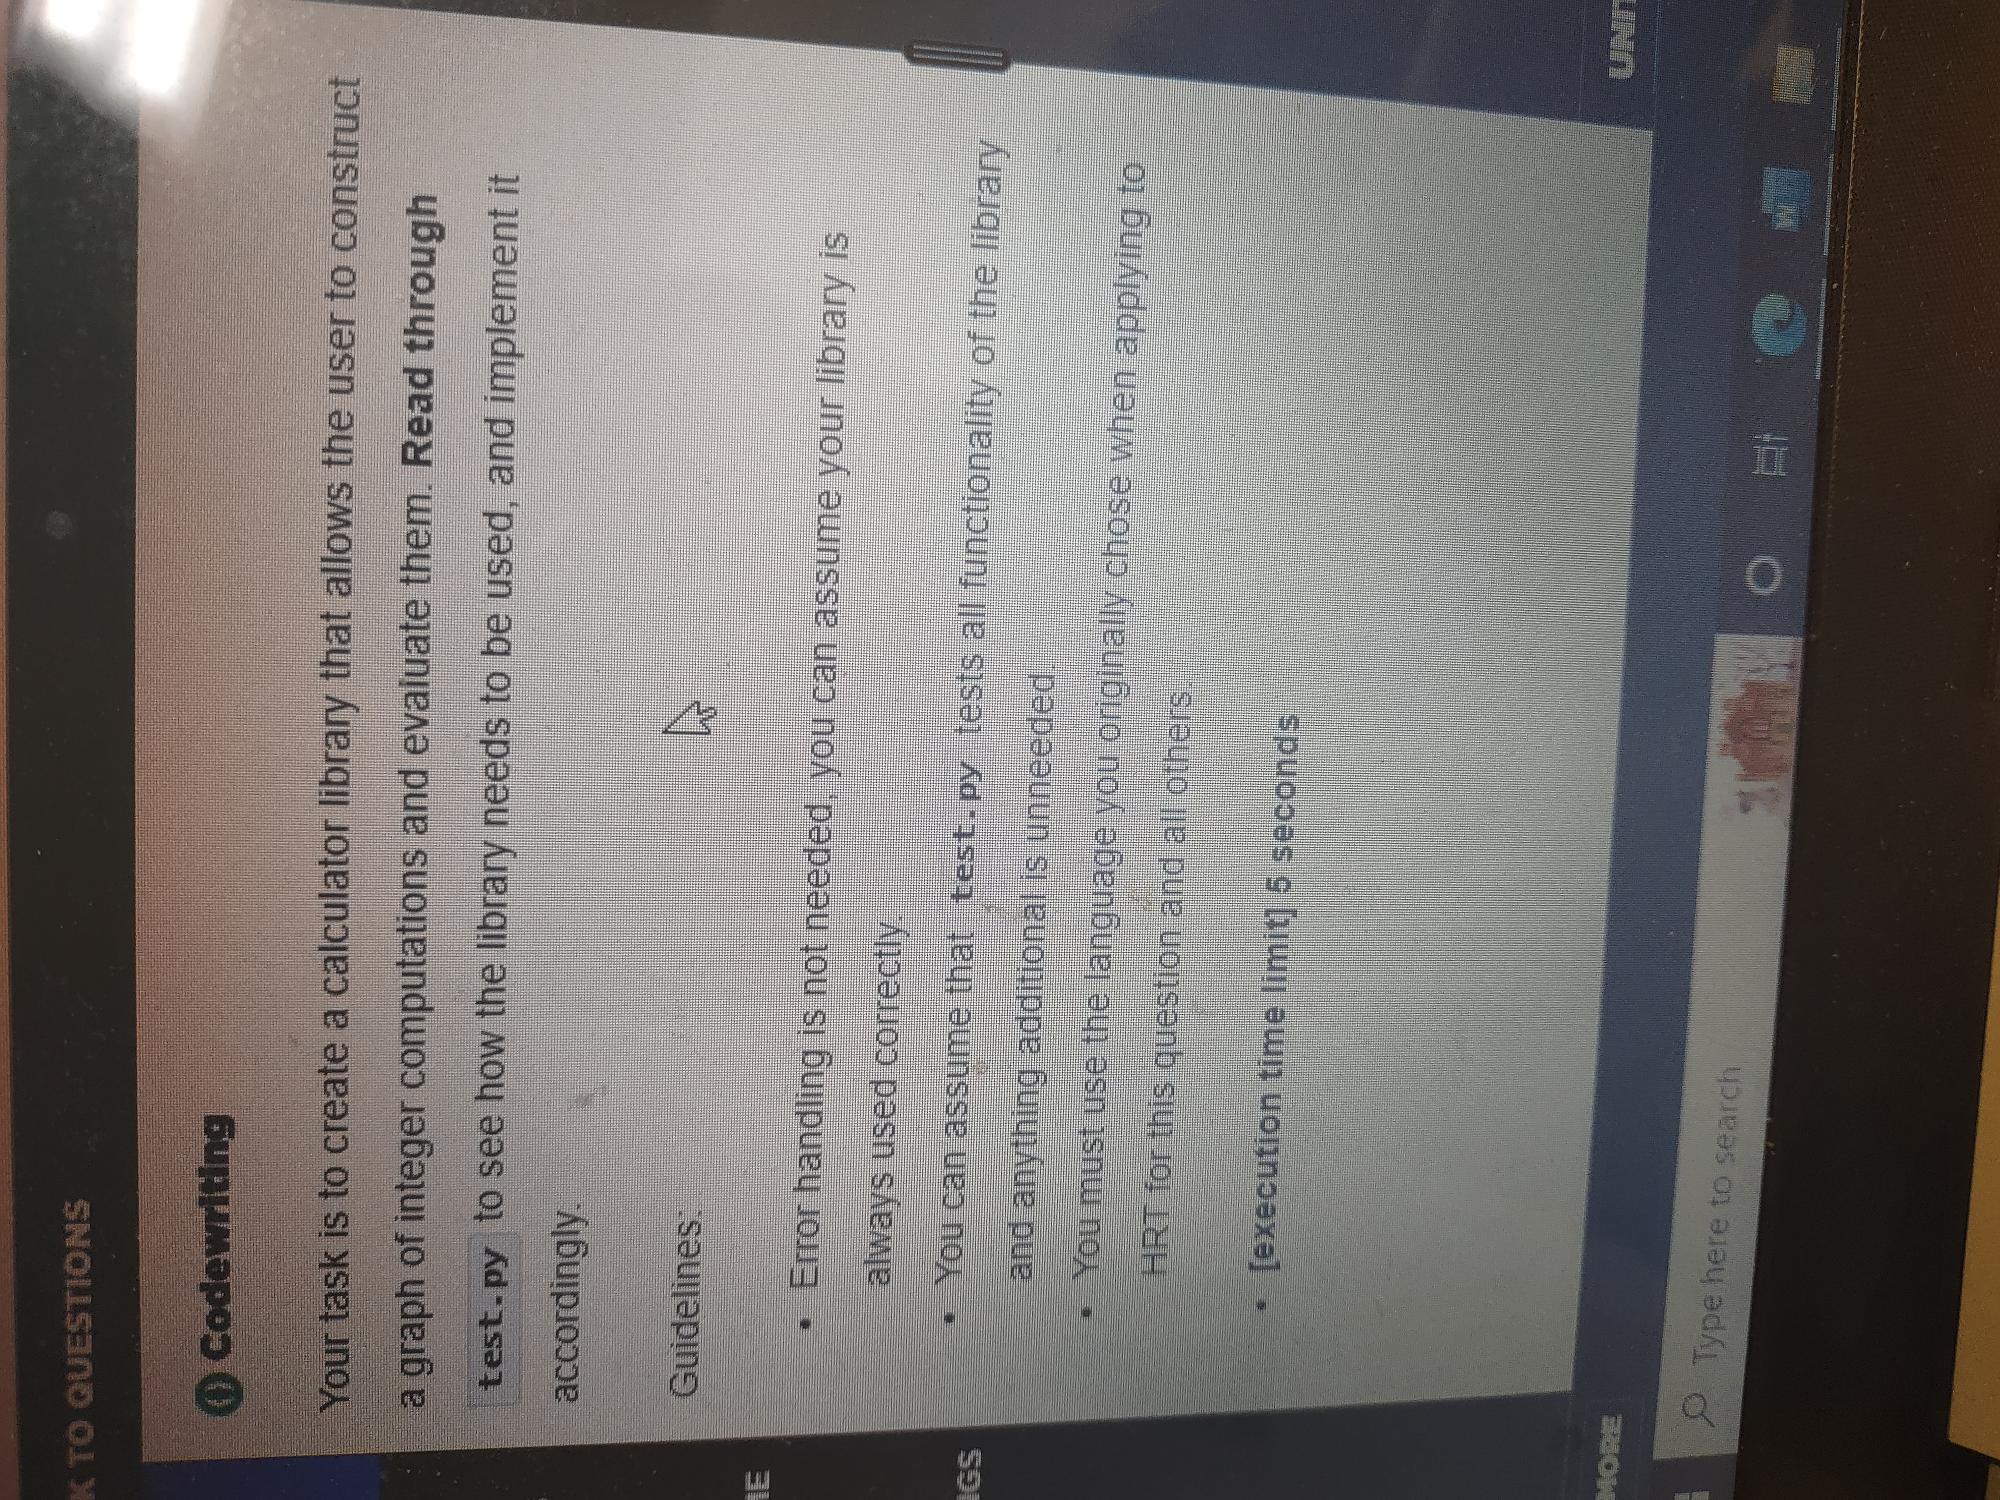 K TO QUESTIONS
Codewriting
Your task is to create a calculator library that allows the user to construct
a graph of integer computations and evaluate them. Read through
test.py to see how the library needs to be used, and implement it
accordingly.
Guidelines:
IE
• Error handling is not needed, you can assume your library is
always used correctly.
• You can assume that test.py tests all functionality of the library
NGS
and anything additional is unneeded.
• You must use the language you originally chose when applying to
HRT for this question and all others.
• [execution time limit] 5 seconds
MORE
UNIT
Type here to search
W